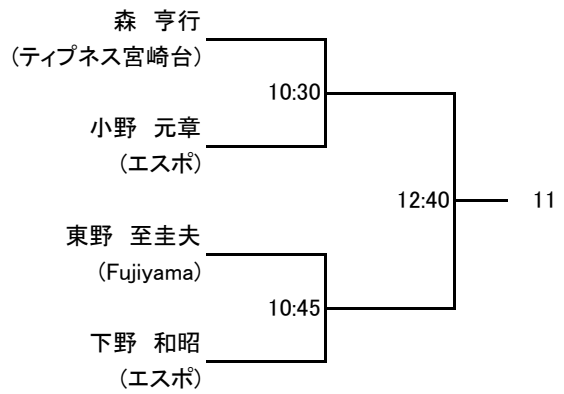 森　亨行
(ティプネス宮崎台)
10:30
小野　元章
(エスポ)
12:40
11
東野　至圭夫
(Fujiyama)
10:45
下野　和昭
(エスポ)